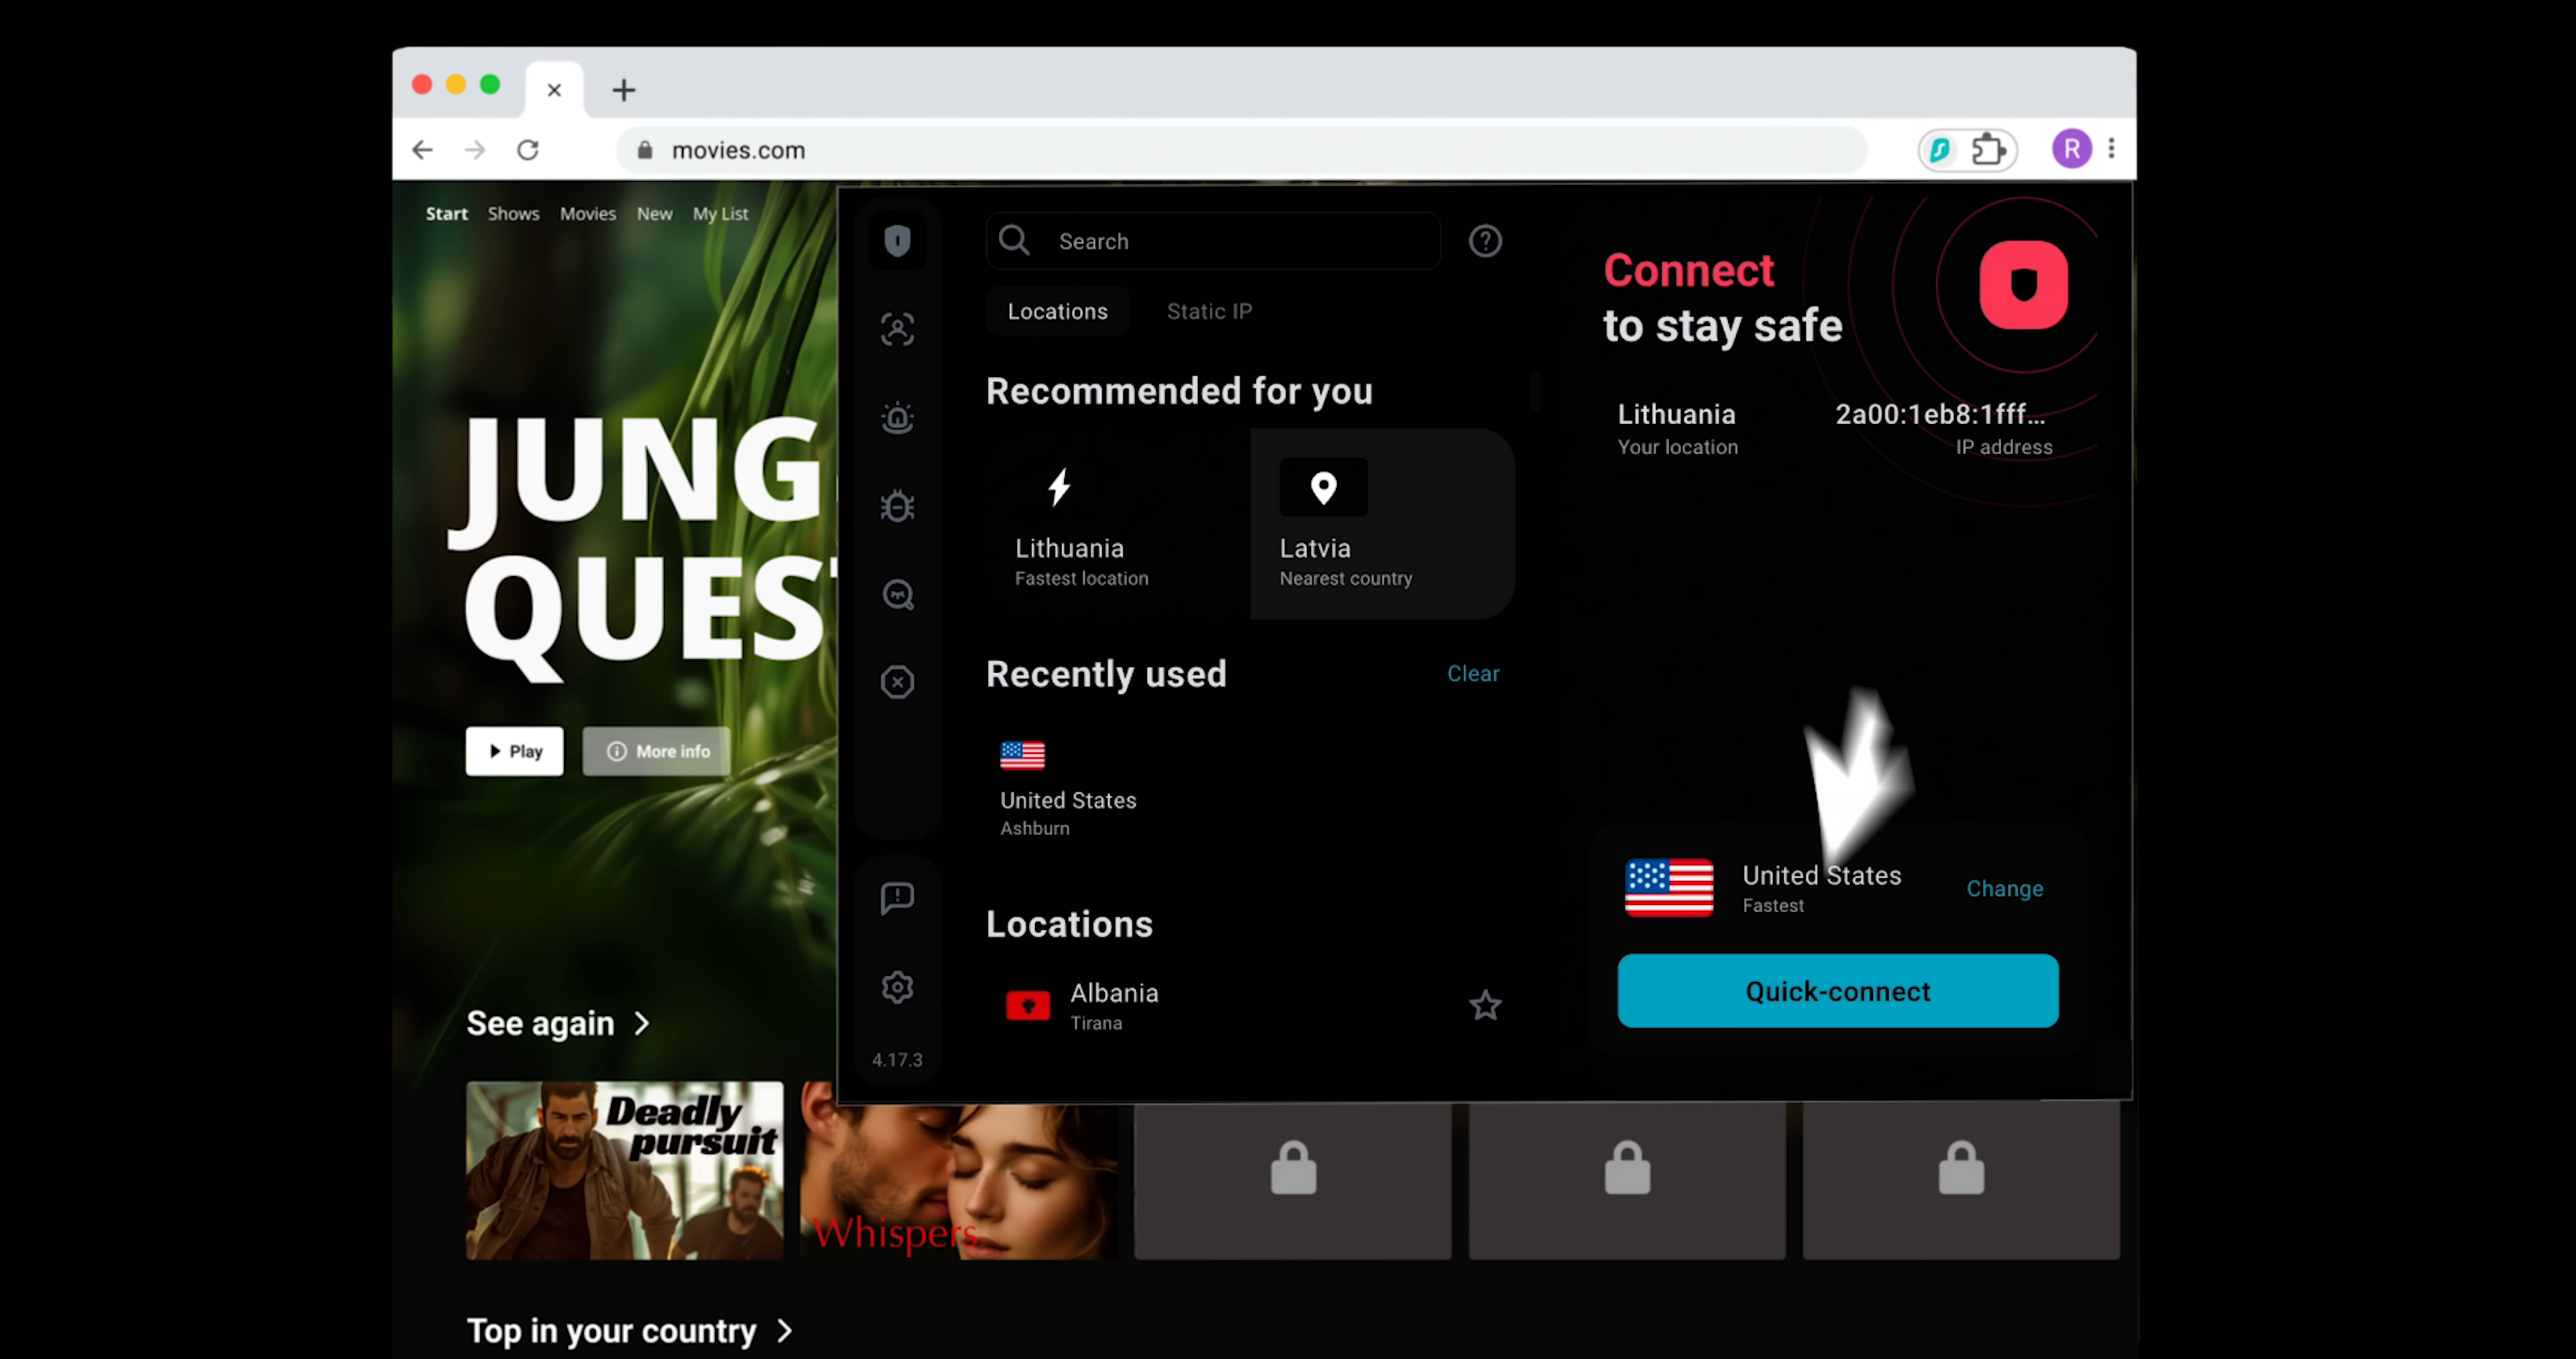 movies.com
R
Start Shows Movies New My List
JUNG
QUES
Play
More info
See again
Deadly
pursuit
Whispers
Top in your country
Search
Locations
Static IP
Recommended for you
Lithuania
Fastest location
Latvia
Nearest country
Recently used
Clear
United States
Ashburn
Locations
Albania
Tirana
4.17.3
Connect
to stay safe
Lithuania
Your location
2a00:1eb8:1fff...
IP address
United States
Fastest
Change
Quick-connect